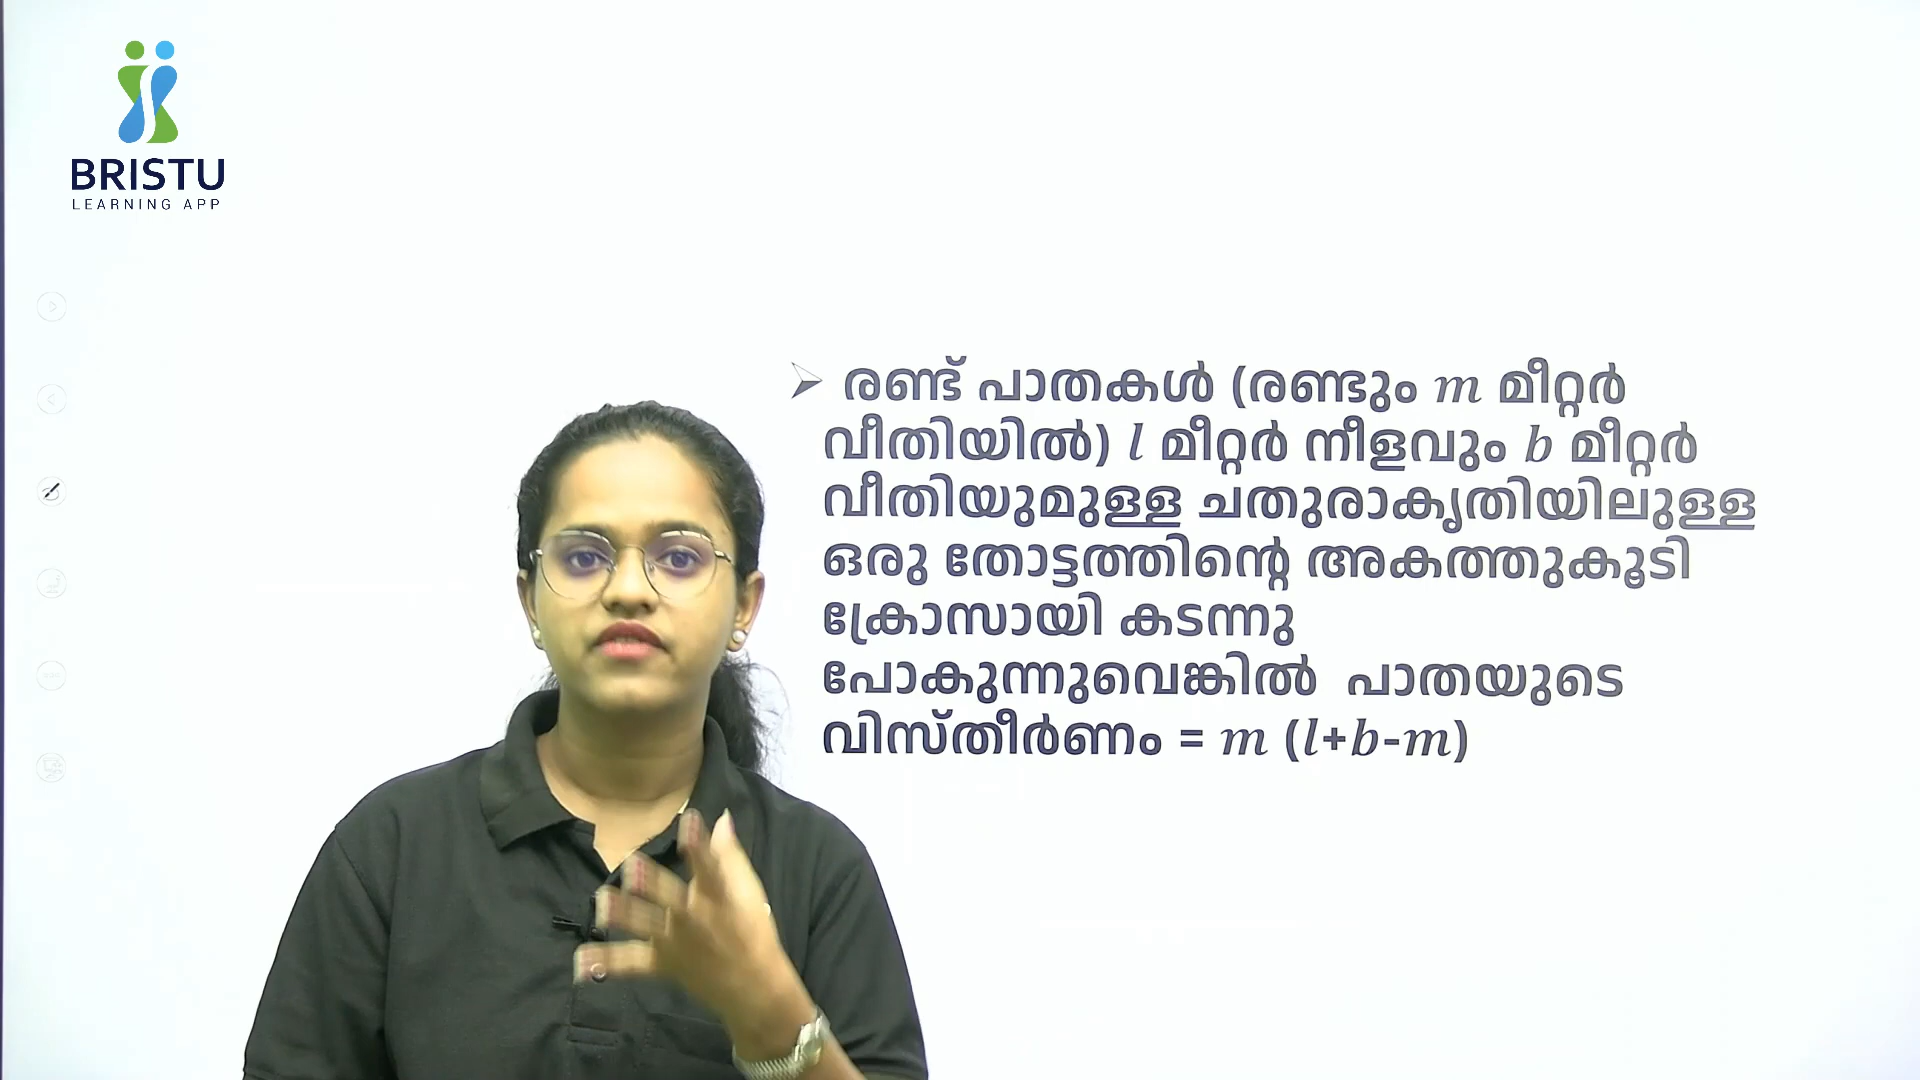 BRISTU
LEARNING APP
➢ രണ്ട് പാതകൾ (രണ്ടും m മീറ്റർ
വീതിയിൽ) l മീറ്റർ നീളവും b മീറ്റർ
വീതിയുമുള്ള ചതുരാകൃതിയിലുള്ള
ഒരു തോട്ടത്തിന്റെ അകത്തുകൂടി
ക്രോസായി കടന്നു
പോകുന്നുവെങ്കിൽ പാതയുടെ
വിസ്തീർണം = m (l+b-m)